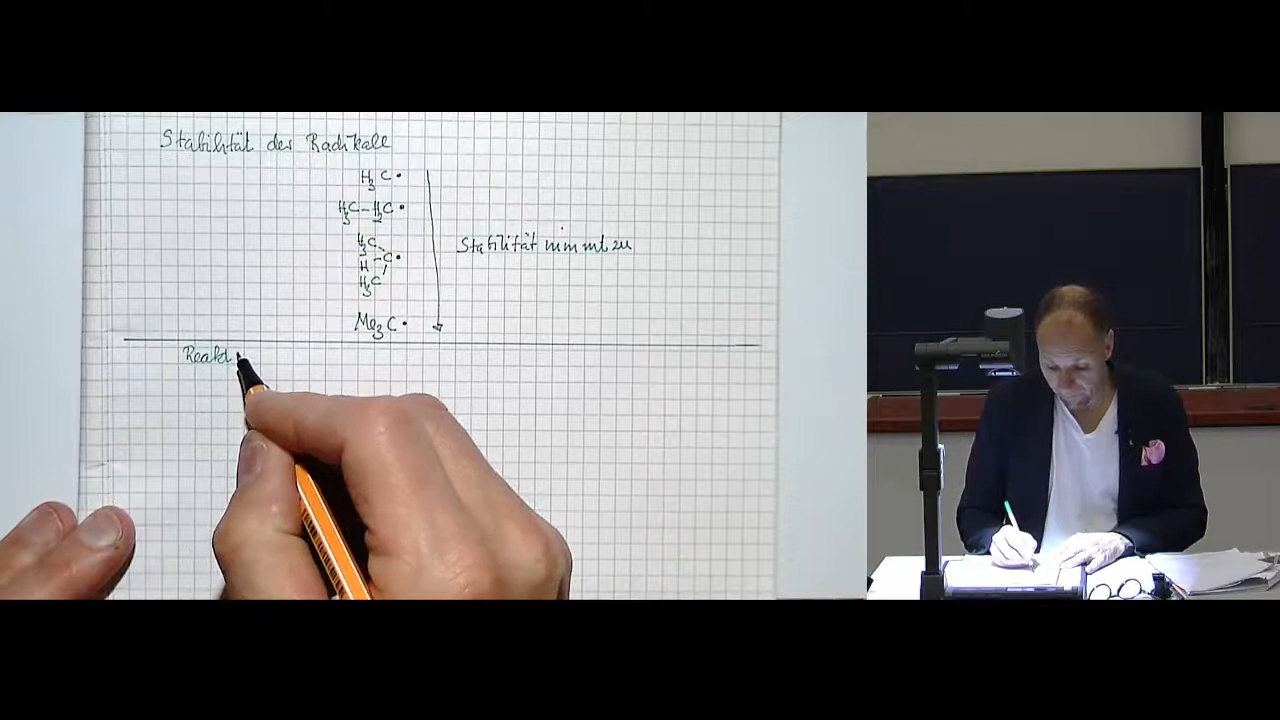 Stabilität der Radikale
H₃C•
H₃C–H₂C•
H₃C
H–C•
H₃C
Stabilität nimmt zu
Me₃C•
Reakt